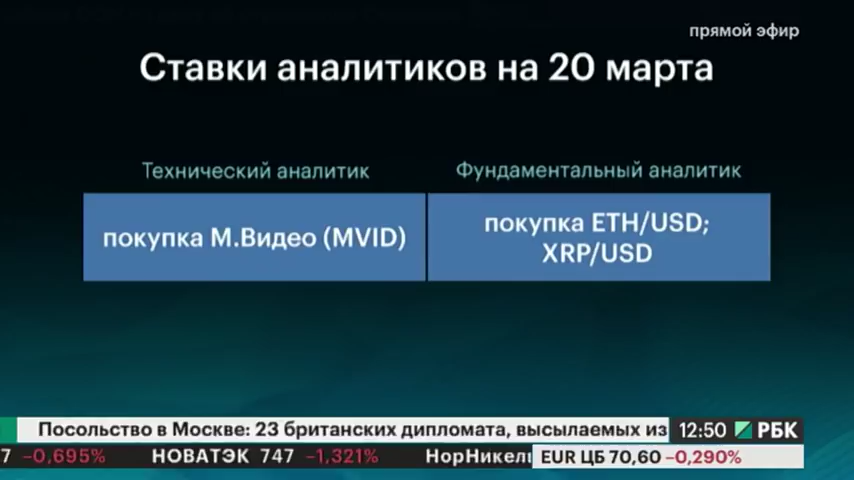 прямой эфир
Ставки аналитиков на 20 марта
Технический аналитик
Фундаментальный аналитик
покупка М.Видео (MVID)
покупка ETH/USD;
XRP/USD
Посольство в Москве: 23 британских дипломата, высылаемых из
12:50 РБК
7 -0,695% НОВАТЭК 747 -1,321% НорНикел
EUR ЦБ 70,60 -0,290%